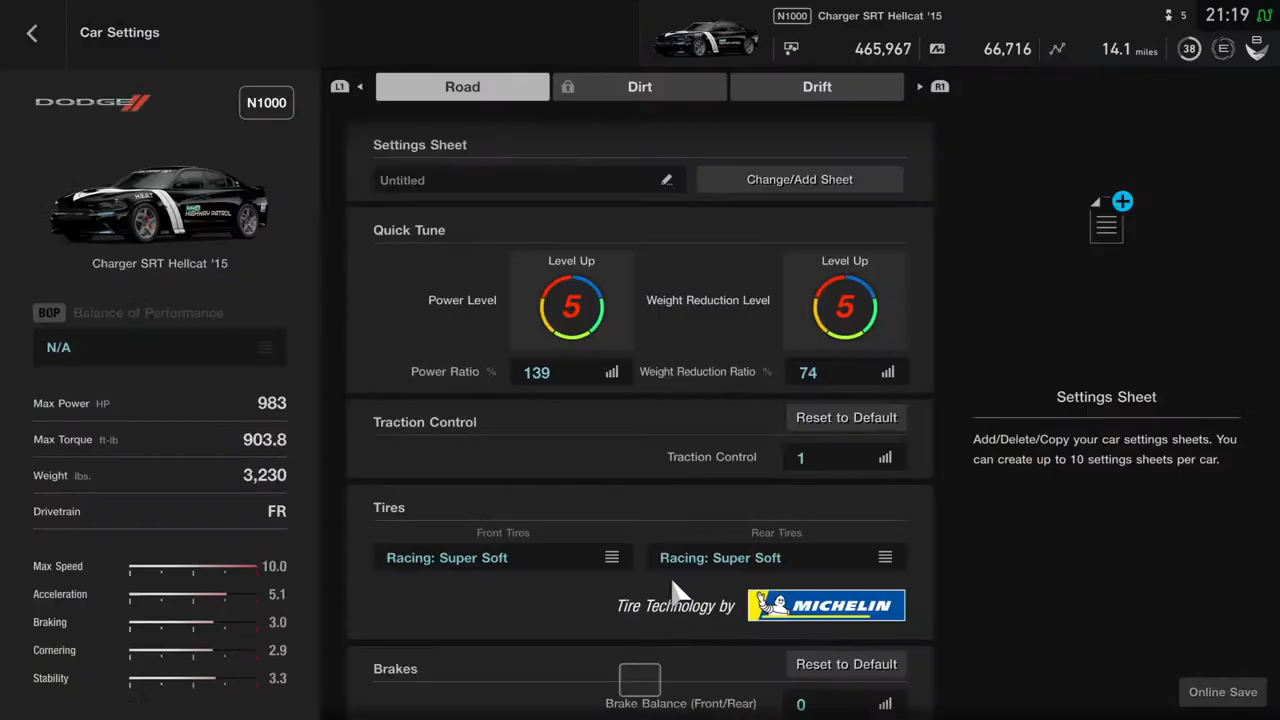 Car Settings
N1000 Charger SRT Hellcat '15
5
21:19
465,967
66,716
14.1 miles
38
E
DODGE
N1000
L1
Road
Dirt
Drift
R1
Settings Sheet
Untitled
Change/Add Sheet
Quick Tune
Level Up
Level Up
Power Level
5
Weight Reduction Level
5
Power Ratio %
139
Weight Reduction Ratio %
74
Traction Control
Reset to Default
Traction Control
1
Tires
Front Tires
Rear Tires
Racing: Super Soft
Racing: Super Soft
Tire Technology by
MICHELIN
Brakes
Reset to Default
Brake Balance (Front/Rear)
0
HIGHWAY PATROL
Charger SRT Hellcat '15
BOP Balance of Performance
N/A
Max Power HP 983
Max Torque ft-lb 903.8
Weight lbs. 3,230
Drivetrain FR
Max Speed 10.0
Acceleration 5.1
Braking 3.0
Cornering 2.9
Stability 3.3
Settings Sheet
Add/Delete/Copy your car settings sheets. You
can create up to 10 settings sheets per car.
Online Save